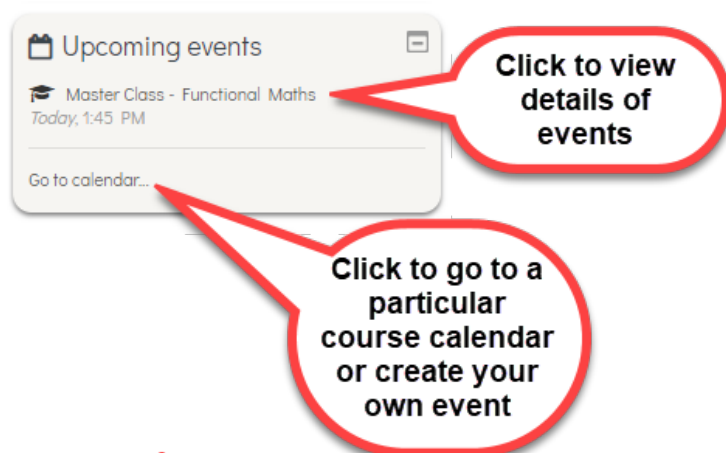 Upcoming events
Master Class - Functional Maths
Today, 1:45 PM
Go to calendar...
Click to view
details of
events
Click to go to a
particular
course calendar
or create your
own event